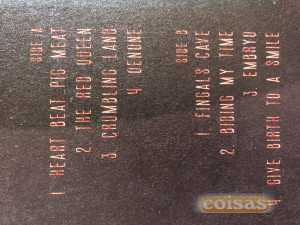 SIDE A
1 HEART BEAT PIG MEAT
2. THE RED QUEEN
3 CRUMBLING LAND
4 OENONE
SIDE B
1. FINGALS CAVE
2. BIDING MY TIME
3. EMBRYO
4 GIVE BIRTH TO A SMILE
coisas